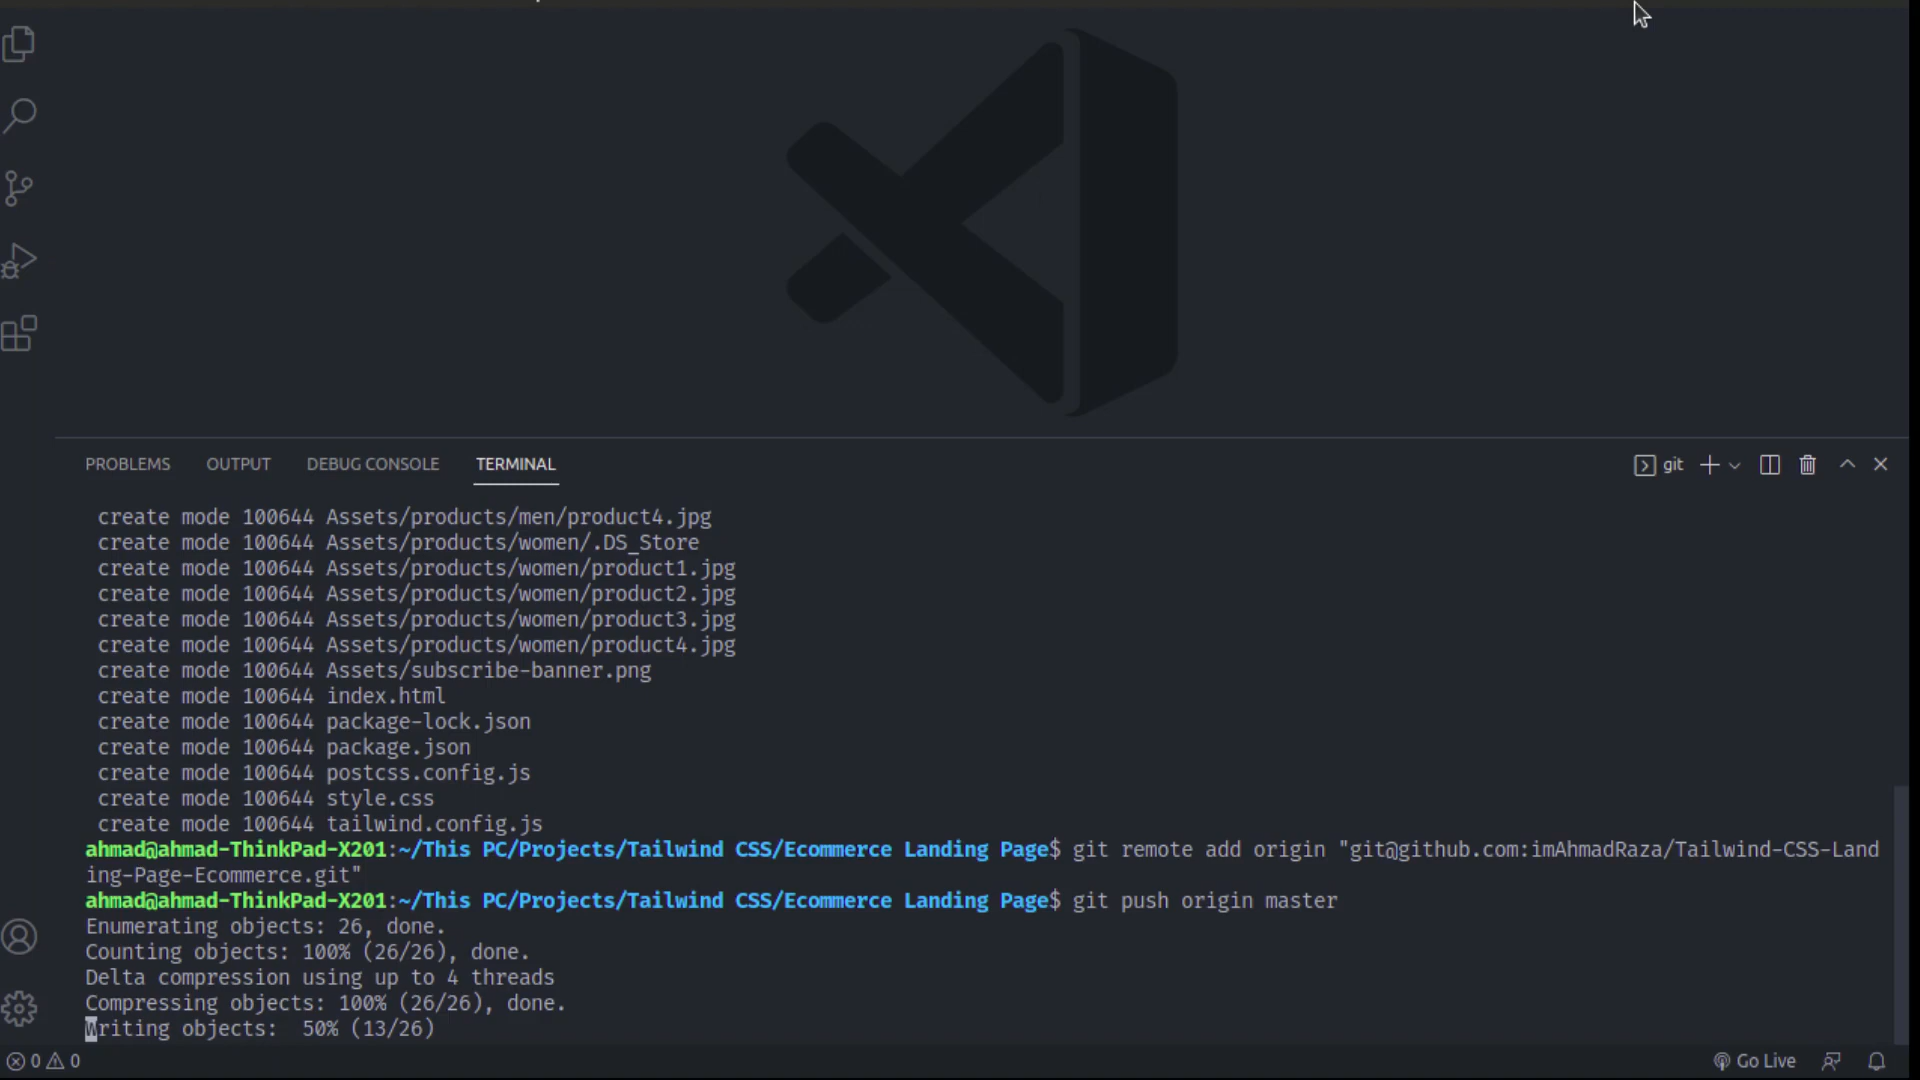 PROBLEMS OUTPUT DEBUG CONSOLE TERMINAL git
create mode 100644 Assets/products/men/product4.jpg
create mode 100644 Assets/products/women/.DS_Store
create mode 100644 Assets/products/women/product1.jpg
create mode 100644 Assets/products/women/product2.jpg
create mode 100644 Assets/products/women/product3.jpg
create mode 100644 Assets/products/women/product4.jpg
create mode 100644 Assets/subscribe-banner.png
create mode 100644 index.html
create mode 100644 package-lock.json
create mode 100644 package.json
create mode 100644 postcss.config.js
create mode 100644 style.css
create mode 100644 tailwind.config.js
ahmad@ahmad-ThinkPad-X201:~/This PC/Projects/Tailwind CSS/Ecommerce Landing Page$ git remote add origin "git@github.com:imAhmadRaza/Tailwind-CSS-Land
ing-Page-Ecommerce.git"
ahmad@ahmad-ThinkPad-X201:~/This PC/Projects/Tailwind CSS/Ecommerce Landing Page$ git push origin master
Enumerating objects: 26, done.
Counting objects: 100% (26/26), done.
Delta compression using up to 4 threads
Compressing objects: 100% (26/26), done.
Writing objects:  50% (13/26)
0 0 Go Live